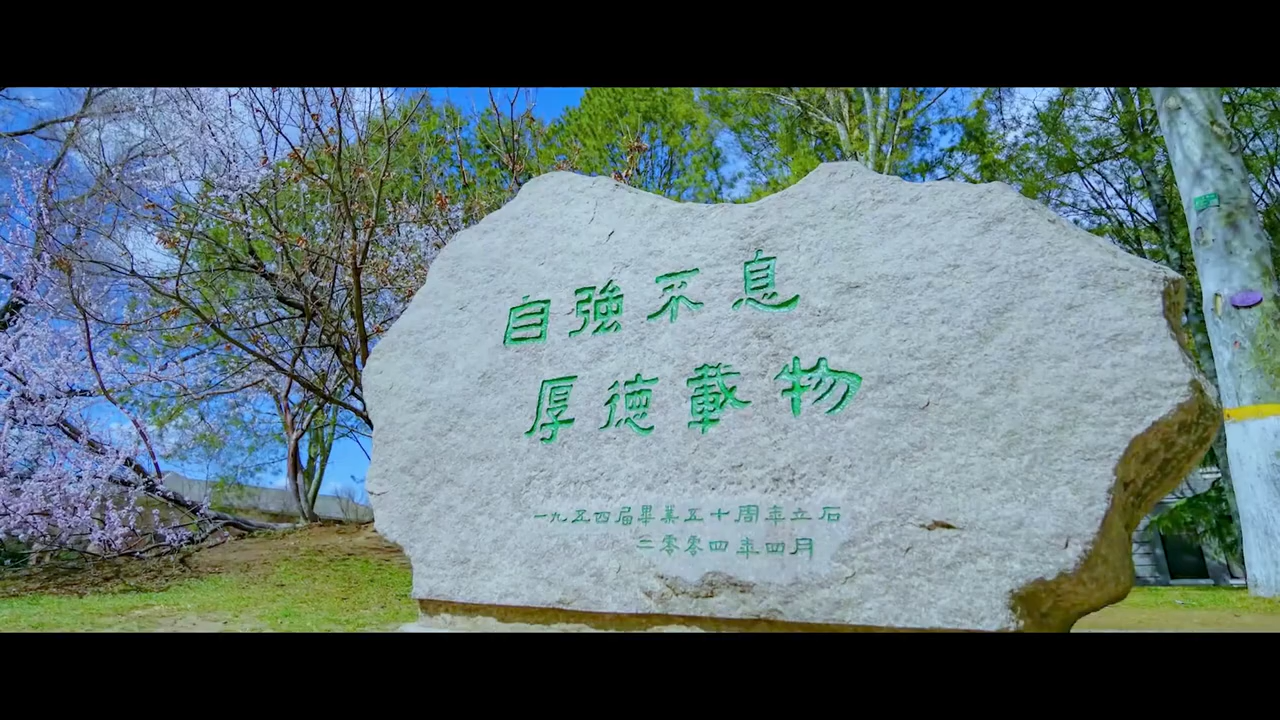 自強不息
厚德載物
一九五四届畢業五十周年立石
二零零四年四月